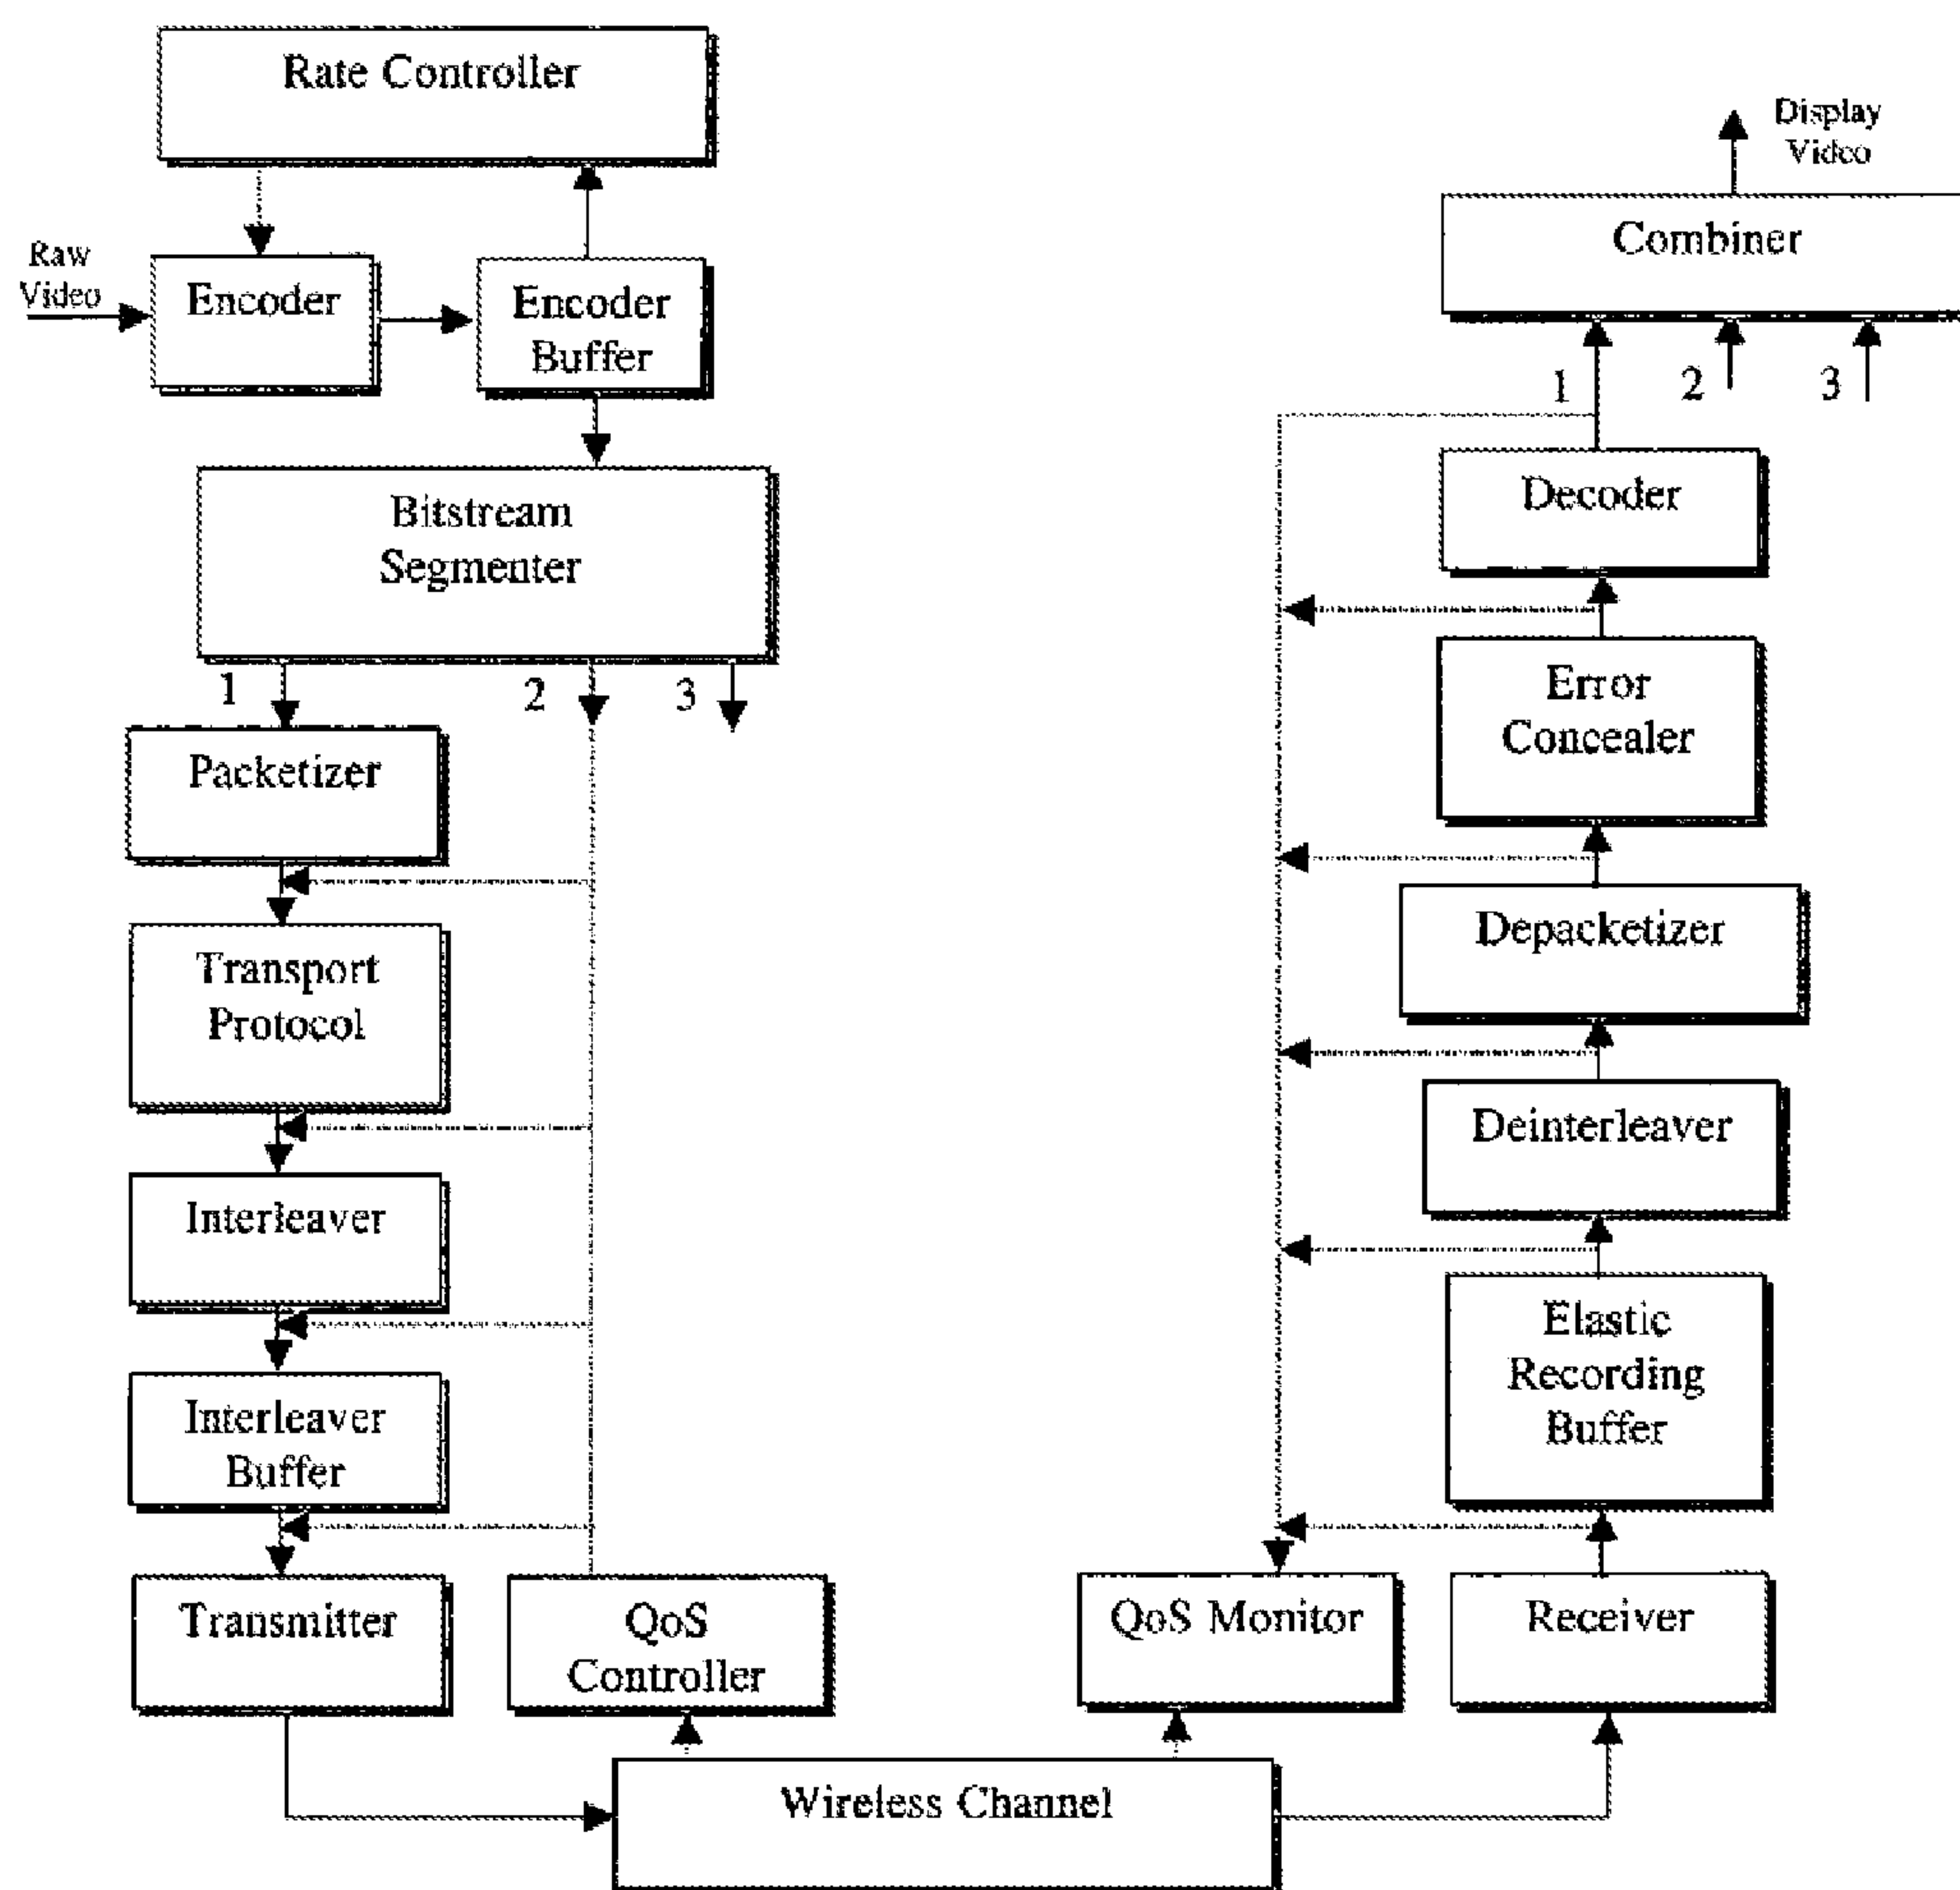 Rate Controller
Raw
Video
Encoder
Encoder
Buffer
Bitstream
Segmenter
1
2
3
Packetizer
Transport
Protocol
Interleaver
Interleaver
Buffer
Transmitter
QoS
Controller
Wireless Channel
Display
Video
Combiner
1
2
3
Decoder
Error
Concealer
Depacketizer
Deinterleaver
Elastic
Recording
Buffer
QoS Monitor
Receiver